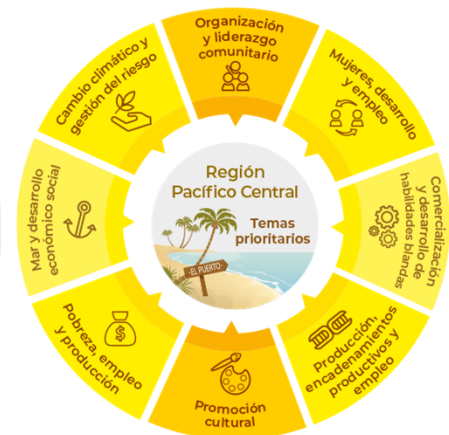 Organización
y liderazgo
comunitario
Mujeres, desarrollo
y empleo
Comercialización
y desarrollo de
habilidades blandas
Producción,
encadenamientos
productivos y
empleo
Promoción
cultural
Pobreza, empleo
y producción
Mar y desarrollo
económico social
Cambio climático y
gestión del riesgo
Región
Pacífico Central
Temas
prioritarios
EL PUERTO